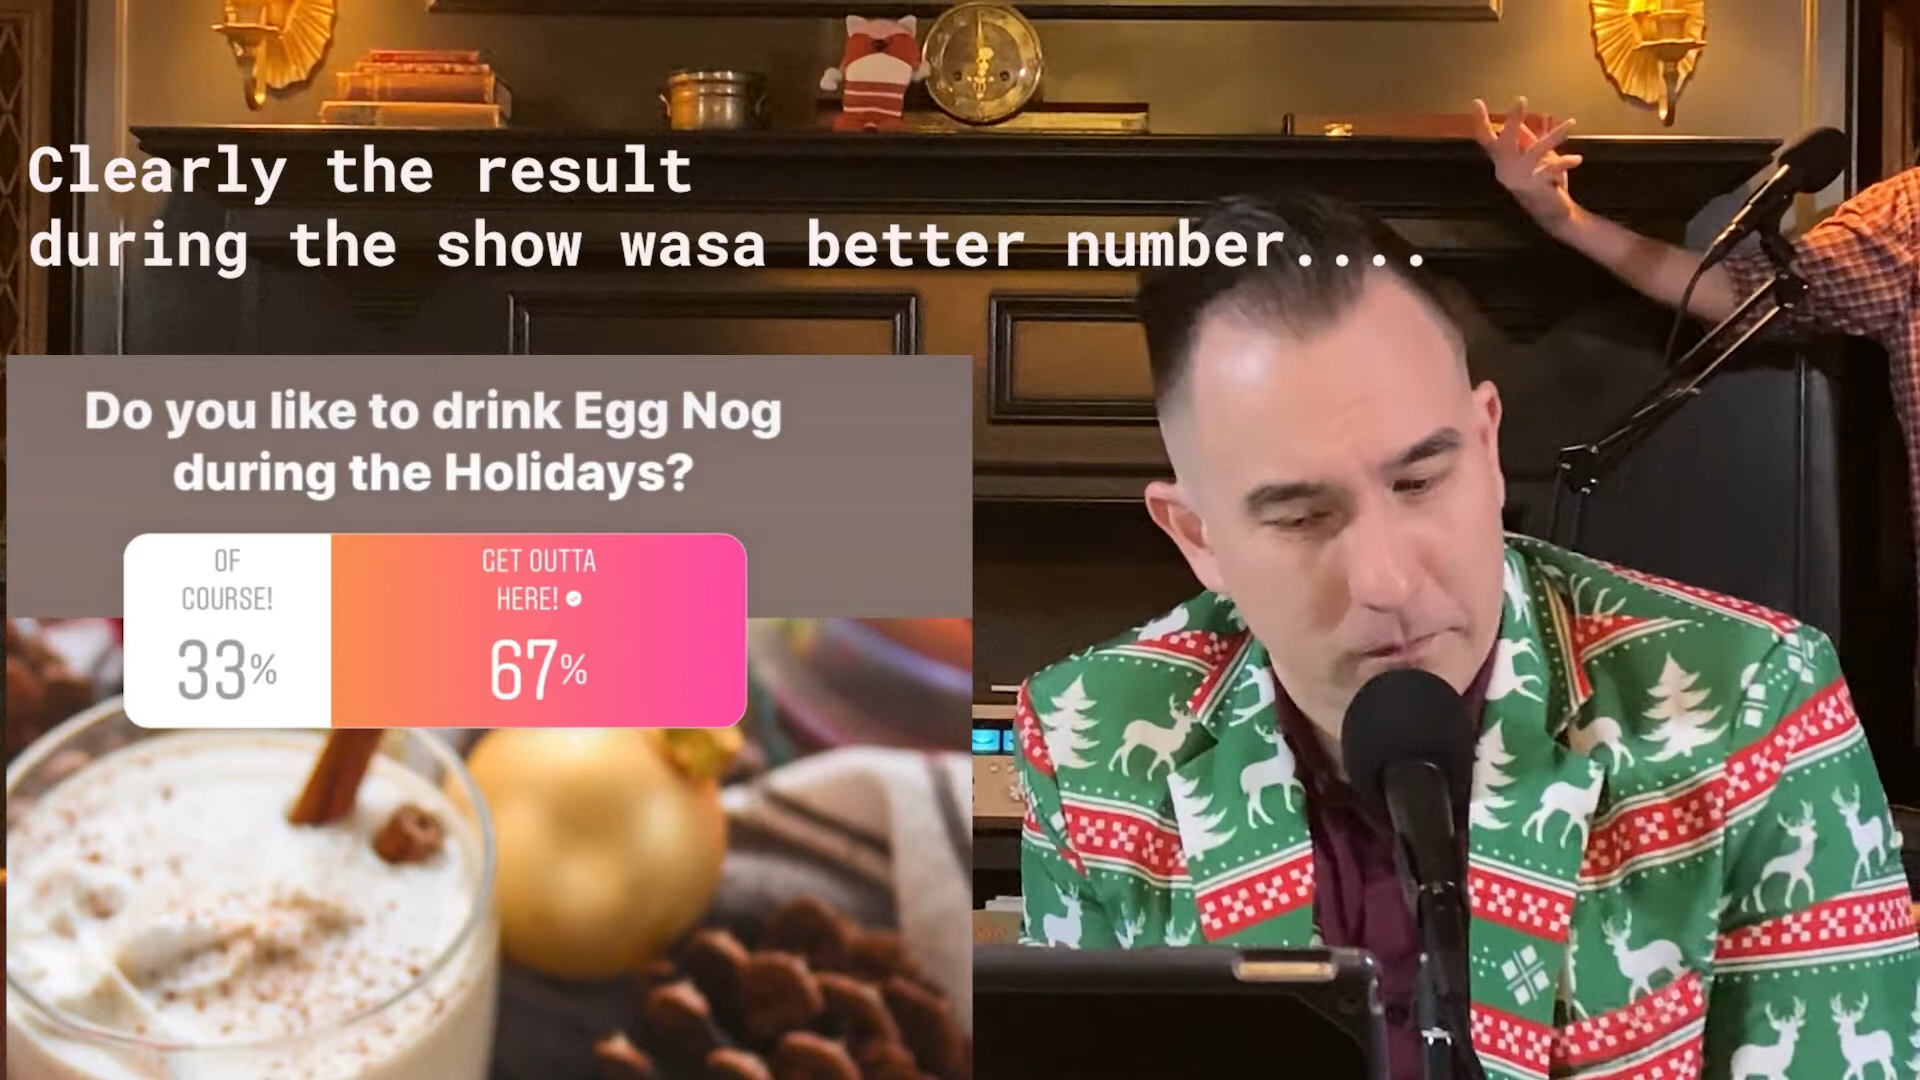 Clearly the result
during the show wasa better number....
Do you like to drink Egg Nog
during the Holidays?
OF
COURSE!
33%
GET OUTTA
HERE!
67%